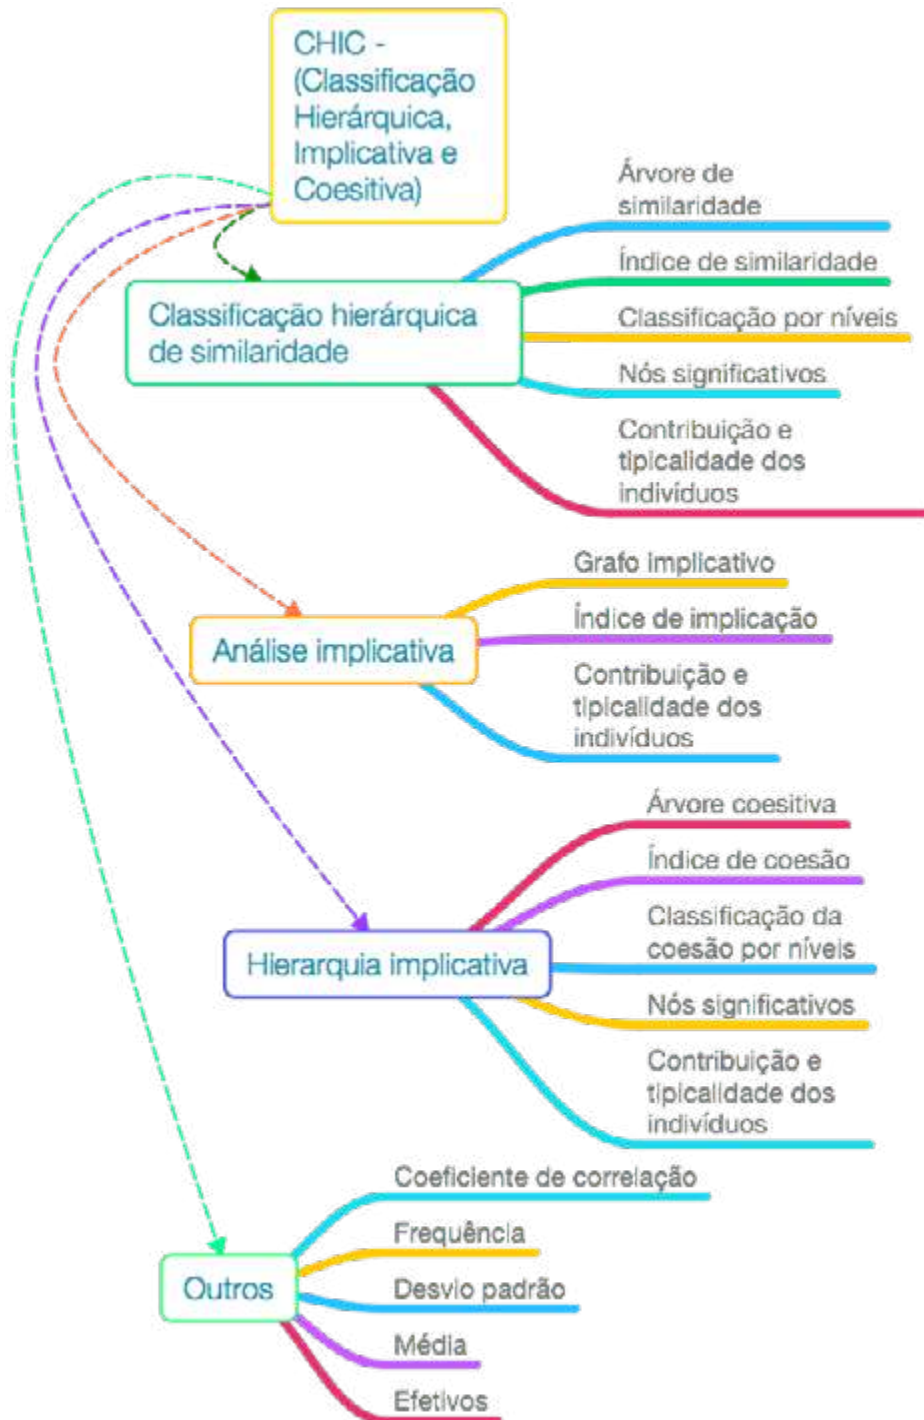 CHIC -
(Classificação
Hierárquica,
Implicativa e
Coesitiva)
Árvore de
similaridade
Índice de similaridade
Classificação hierárquica
de similaridade
Classificação por níveis
Nós significativos
Contribuição e
tipicalidade dos
indivíduos
Grafo implicativo
Índice de implicação
Análise implicativa
Contribuição e
tipicalidade dos
indivíduos
Árvore coesitiva
Índice de coesão
Classificação da
coesão por níveis
Hierarquia implicativa
Nós significativos
Contribuição e
tipicalidade dos
indivíduos
Coeficiente de correlação
Frequência
Outros
Desvio padrão
Média
Efetivos